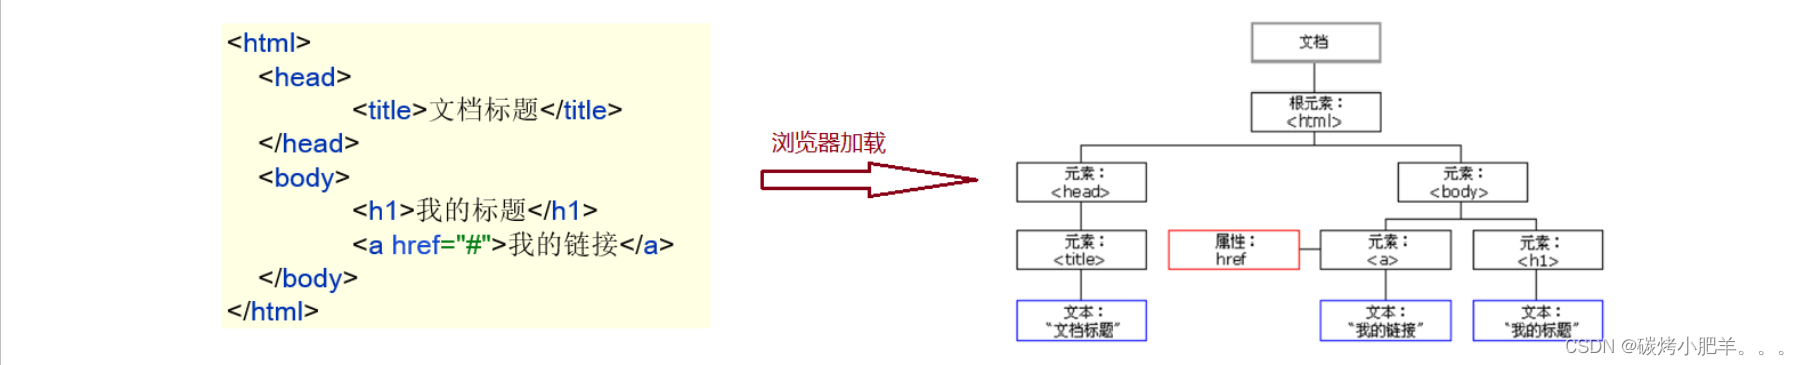 <html>
<head>
<title>文档标题</title>
</head>
<body>
<h1>我的标题</h1>
<a href="#">我的链接</a>
</body>
</html>
浏览器加载
文档
根元素：
<html>
元素：
<head>
元素：
<body>
元素：
<title>
属性：
href
元素：
<a>
元素：
<h1>
文本：
“文档标题”
文本：
“我的链接”
文本：
“我的标题”
CSDN @碳烤小肥羊。。。